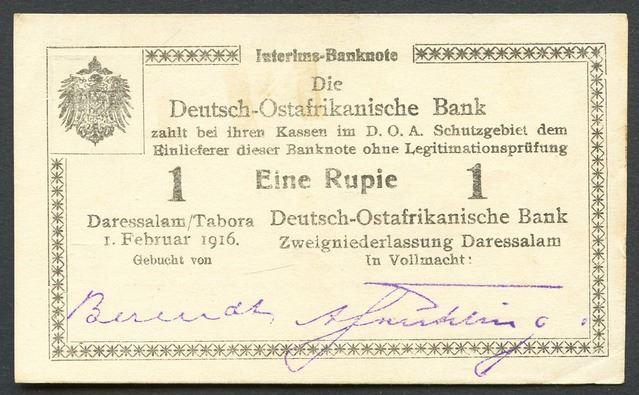 Interims-Banknote
Die
Deutsch-Ostafrikanische Bank
zahlt bei ihren Kassen im D. O. A. Schutzgebiet dem
Einlieferer dieser Banknote ohne Legitimationsprüfung
1 Eine Rupie 1
Daressalam/Tabora Deutsch-Ostafrikanische Bank
1. Februar 1916. Zweigniederlassung Daressalam
Gebucht von In Vollmacht:
Berendt